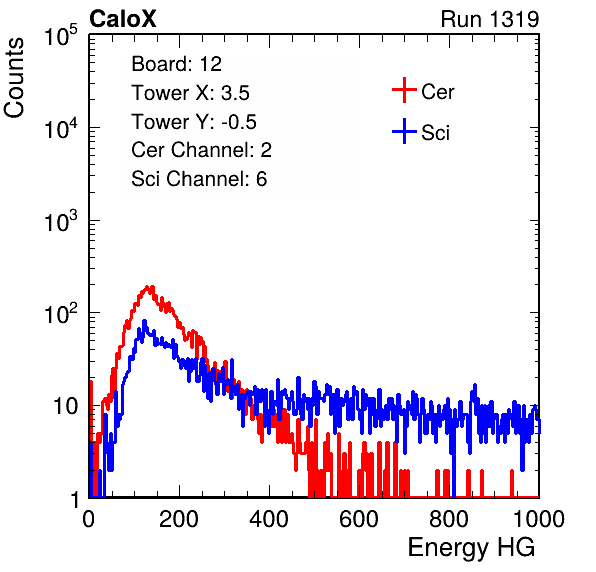 CaloX Run 1319
Counts
10^5
10^4
10^3
10^2
10
1
Board: 12
Tower X: 3.5
Tower Y: -0.5
Cer Channel: 2
Sci Channel: 6
Cer
Sci
0 200 400 600 800 1000
Energy HG